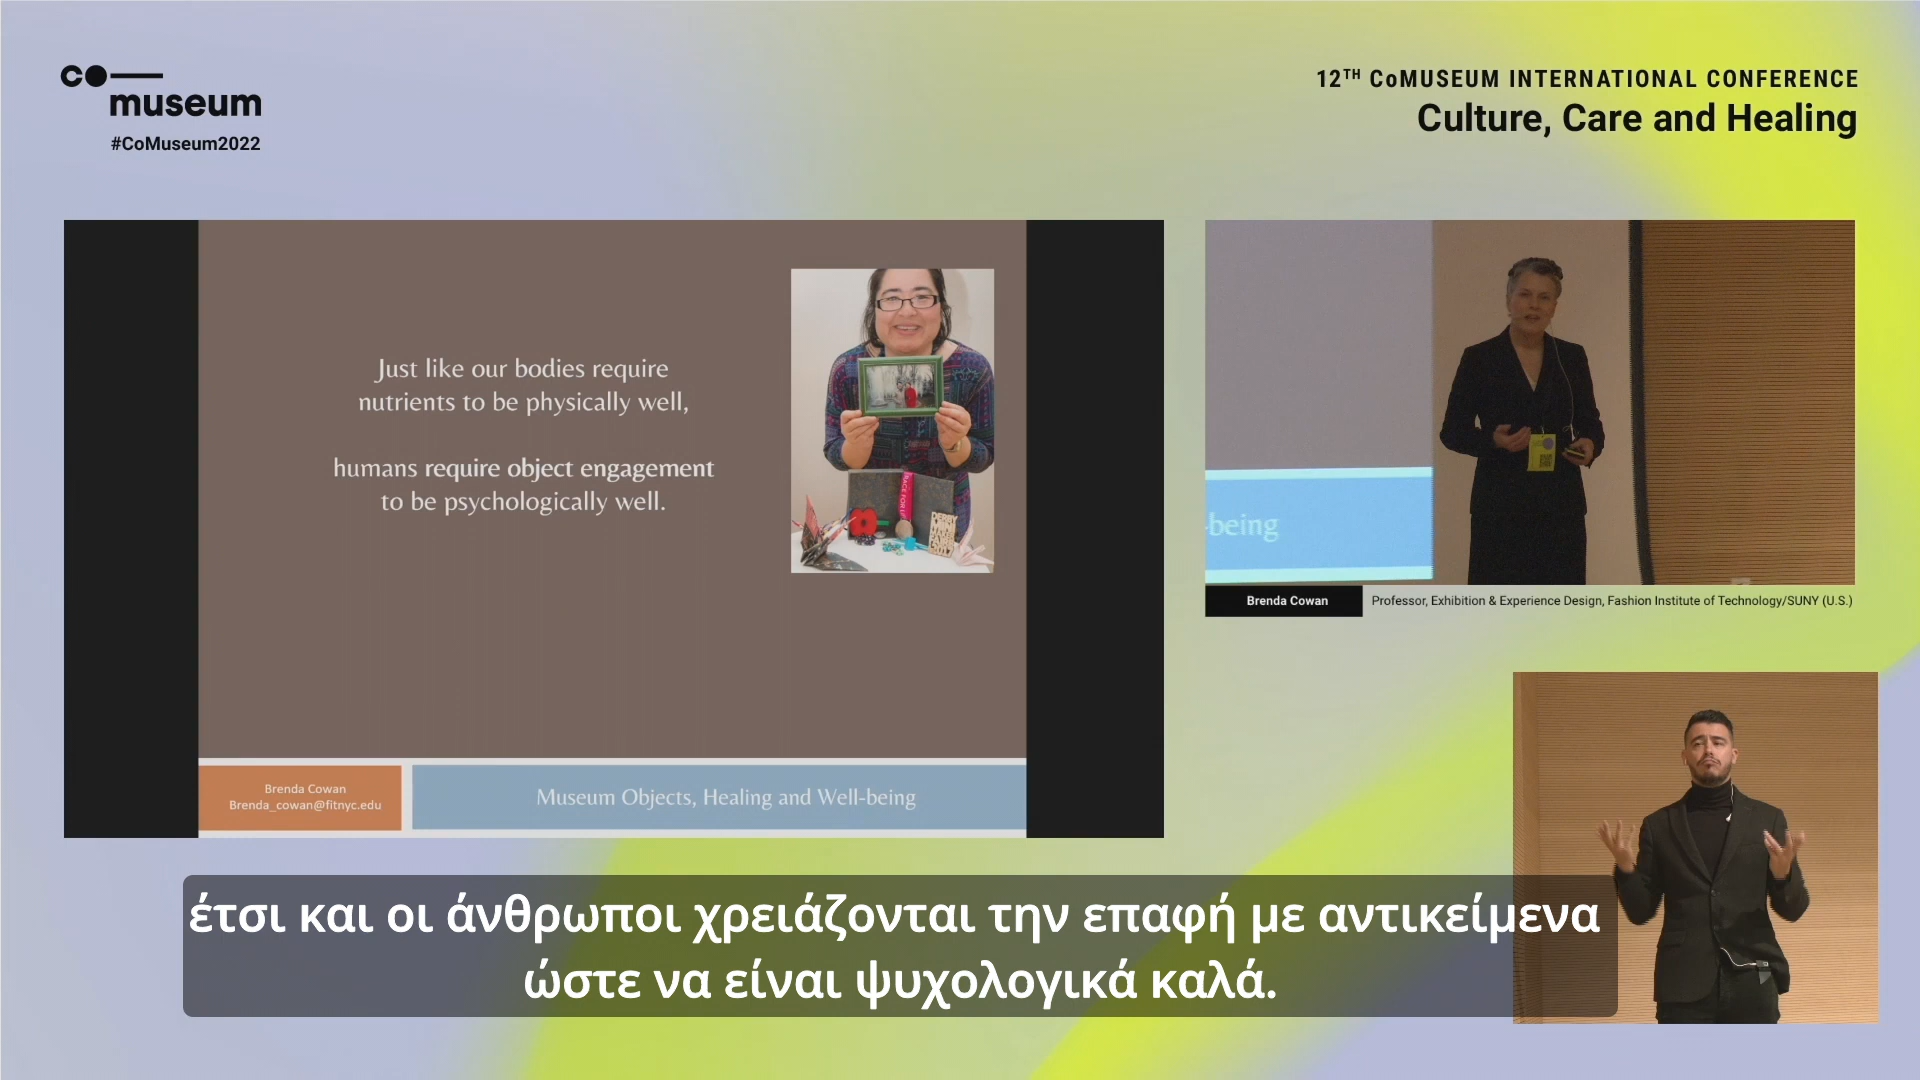 co
museum
#CoMuseum2022
12TH CoMUSEUM INTERNATIONAL CONFERENCE
Culture, Care and Healing
Just like our bodies require
nutrients to be physically well,
humans require object engagement
to be psychologically well.
Brenda Cowan
Brenda_cowan@fitnyc.edu
Museum Objects, Healing and Well-being
-being
Brenda Cowan
Professor, Exhibition & Experience Design, Fashion Institute of Technology/SUNY (U.S.)
έτσι και οι άνθρωποι χρειάζονται την επαφή με αντικείμενα
ώστε να είναι ψυχολογικά καλά.